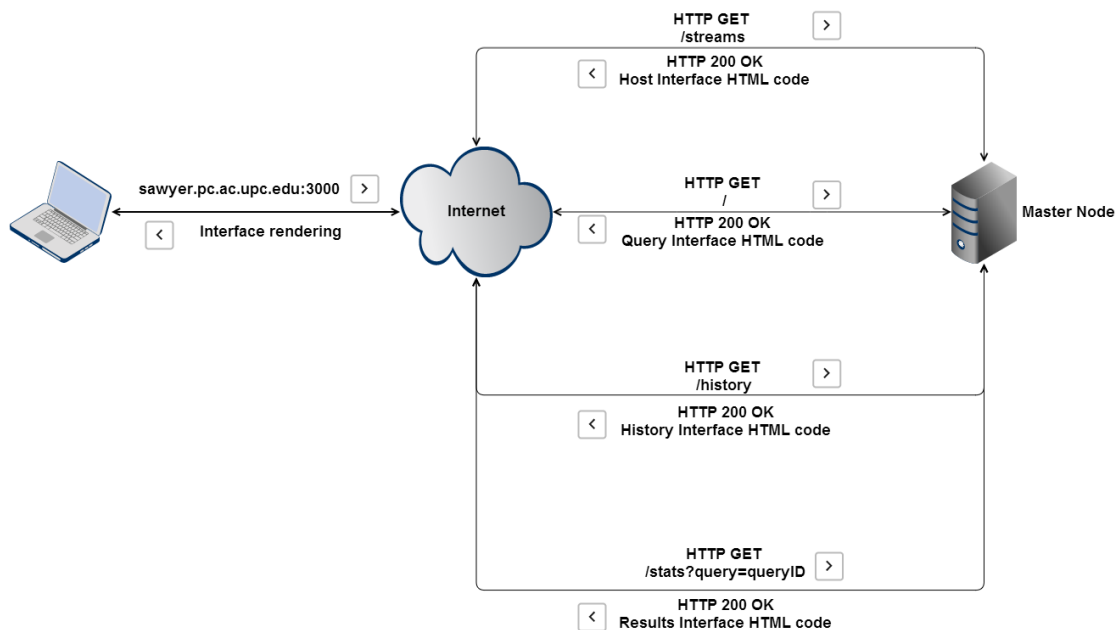 HTTP GET
/streams
HTTP 200 OK
Host Interface HTML code
sawyer.pc.ac.upc.edu:3000
Interface rendering
Internet
HTTP GET
/
HTTP 200 OK
Query Interface HTML code
Master Node
HTTP GET
/history
HTTP 200 OK
History Interface HTML code
HTTP GET
/stats?query=queryID
HTTP 200 OK
Results Interface HTML code